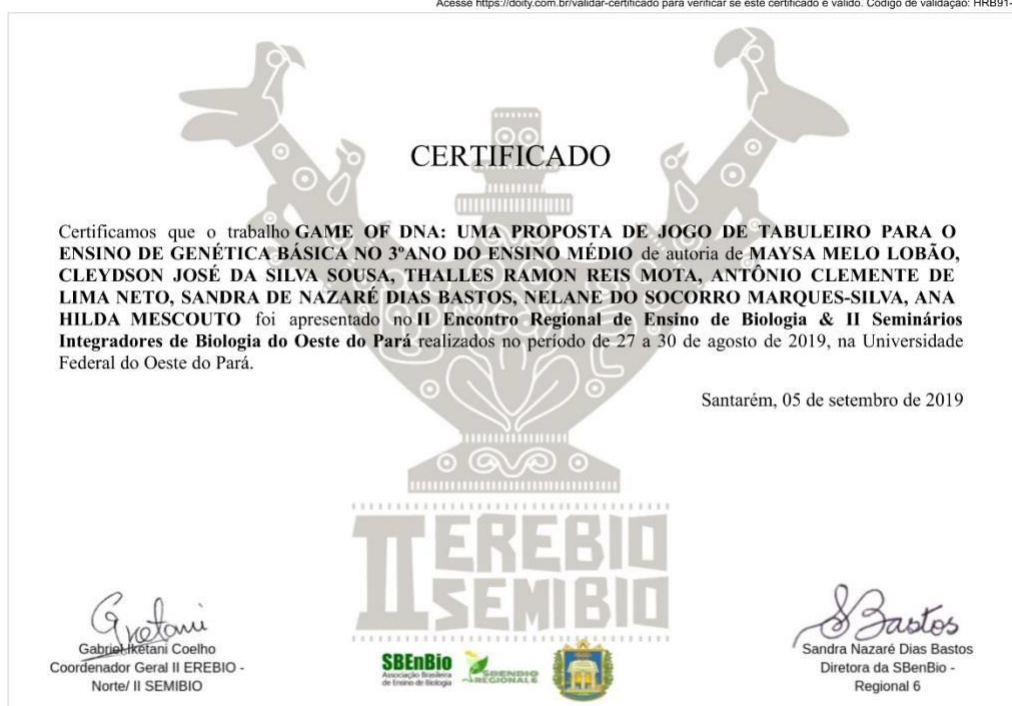 Acesse https://doity.com.br/validar-certificado para verificar se este certificado é válido. Código de validação: HRB91-
CERTIFICADO
Certificamos que o trabalho GAME OF DNA: UMA PROPOSTA DE JOGO DE TABULEIRO PARA O
ENSINO DE GENÉTICA BÁSICA NO 3ºANO DO ENSINO MÉDIO de autoria de MAYSA MELO LOBÃO,
CLEYDSON JOSÉ DA SILVA SOUSA, THALLES RAMON REIS MOTA, ANTÔNIO CLEMENTE DE
LIMA NETO, SANDRA DE NAZARÉ DIAS BASTOS, NELANE DO SOCORRO MARQUES-SILVA, ANA
HILDA MESCOUTO foi apresentado no II Encontro Regional de Ensino de Biologia & II Seminários
Integradores de Biologia do Oeste do Pará realizados no período de 27 a 30 de agosto de 2019, na Universidade
Federal do Oeste do Pará.
Santarém, 05 de setembro de 2019
II EREBIO
SEMIBIO
Gabriel Iketani Coelho
Coordenador Geral II EREBIO -
Norte/ II SEMIBIO
SBEnBio
Associação Brasileira
de Ensino de Biologia
SBENBIO
REGIONAL 6
SBastos
Sandra Nazaré Dias Bastos
Diretora da SBenBio -
Regional 6